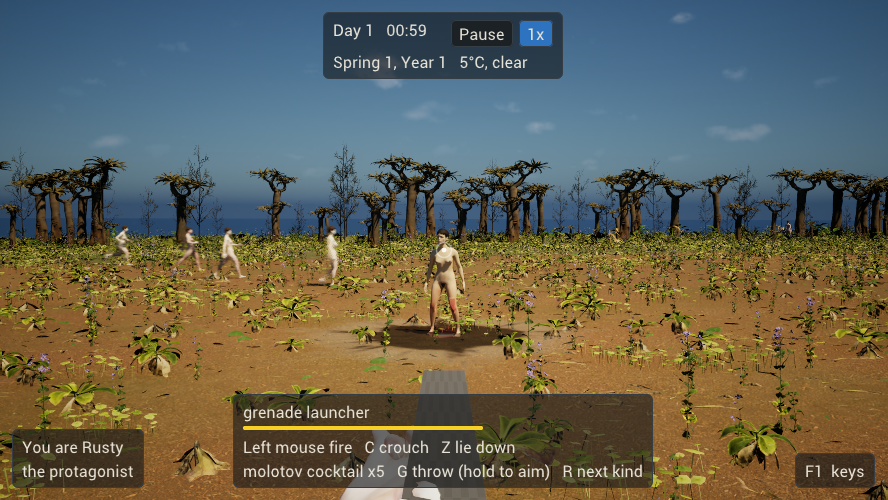 Day 1 00:59 Pause 1x
Spring 1, Year 1 5°C, clear
grenade launcher
Left mouse fire C crouch Z lie down
molotov cocktail x5 G throw (hold to aim) R next kind
You are Rusty
the protagonist
F1 keys